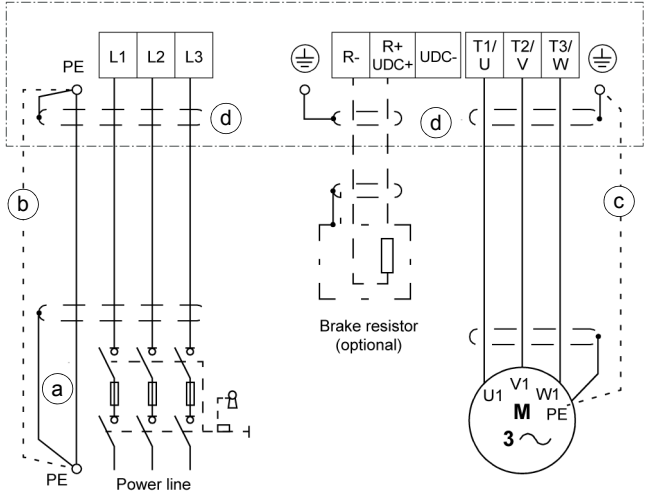 PE
L1
L2
L3
R-
R+
UDC+
UDC-
T1/
U
T2/
V
T3/
W
d
d
b
c
a
Brake resistor
(optional)
U1
V1
W1
M
PE
3
PE
Power line